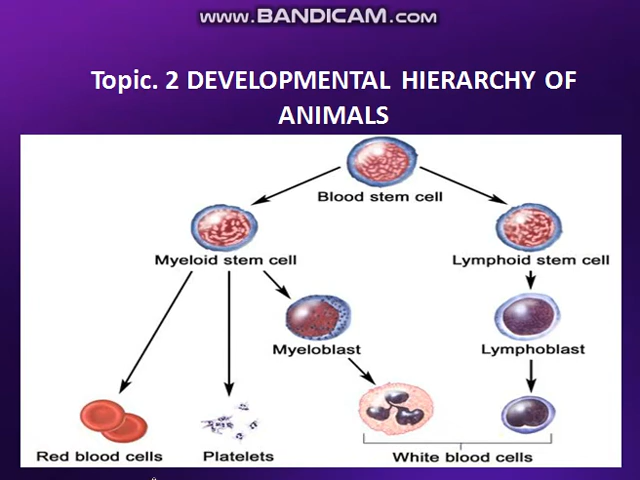 www.BANDICAM.com
Topic. 2 DEVELOPMENTAL HIERARCHY OF
ANIMALS
Blood stem cell
Myeloid stem cell
Lymphoid stem cell
Myeloblast
Lymphoblast
Red blood cells
Platelets
White blood cells